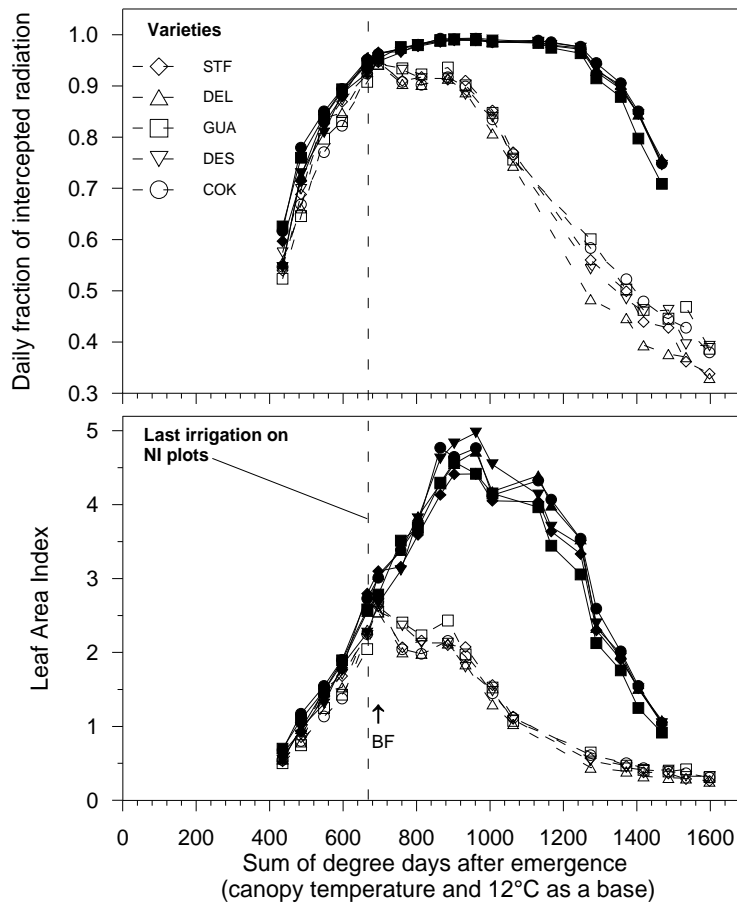 Daily fraction of intercepted radiation
1.0
0.9
0.8
0.7
0.6
0.5
0.4
0.3
Varieties
STF
DEL
GUA
DES
COK
Leaf Area Index
5
4
3
2
1
0
Last irrigation on
NI plots
↑
BF
0 200 400 600 800 1000 1200 1400 1600
Sum of degree days after emergence
(canopy temperature and 12°C as a base)